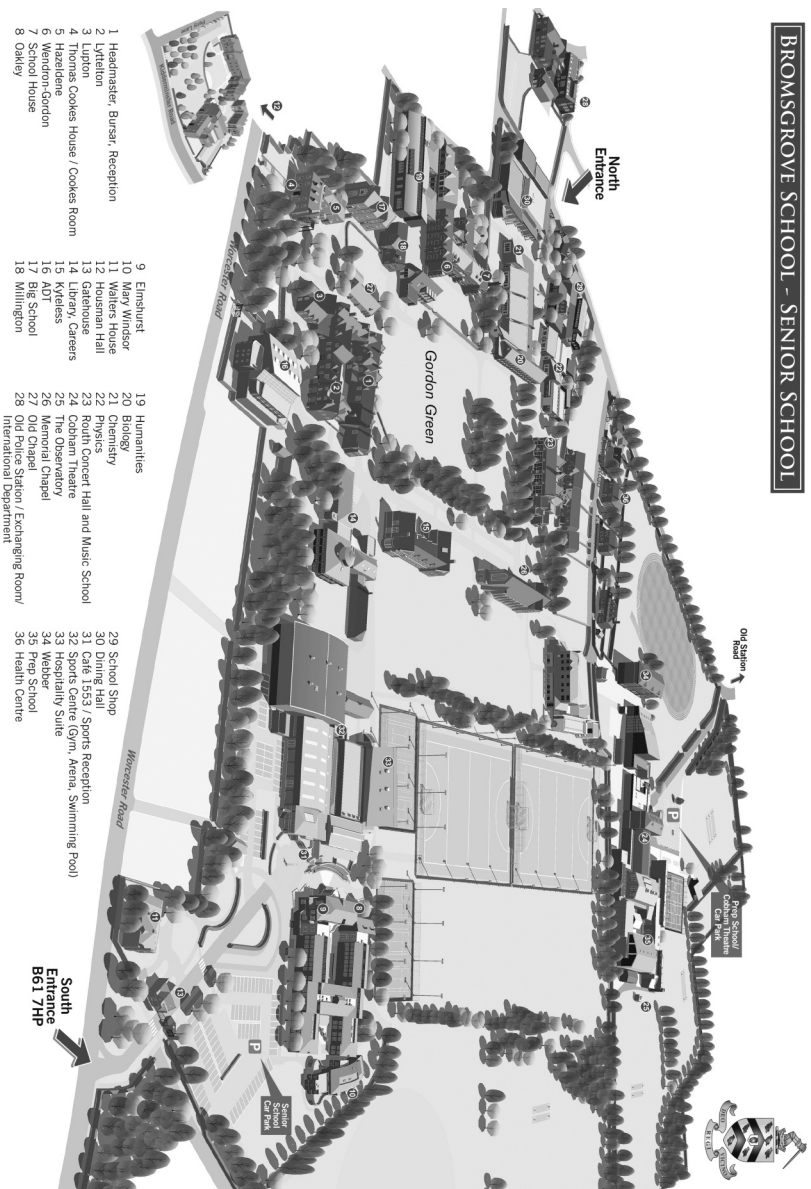 BROMSGROVE SCHOOL - SENIOR SCHOOL
North
Entrance
Old Station
Road
Prep School/
Cobham Theatre
Car Park
P
Gordon Green
Worcester Road
Worcester Road
Kidderminster Road
South
Entrance
B61 7HP
Senior
School
Car Park
P
DEO
REGI
VICINO
1 Headmaster, Bursar, Reception
2 Lyttelton
3 Lupton
4 Thomas Cookes House / Cookes Room
5 Hazeldene
6 Wendron-Gordon
7 School House
8 Oakley
9 Elmshurst
10 Mary Windsor
11 Walters House
12 Housman Hall
13 Gatehouse
14 Library, Careers
15 Kyteless
16 ADT
17 Big School
18 Millington
19 Humanities
20 Biology
21 Chemistry
22 Physics
23 Routh Concert Hall and Music School
24 Cobham Theatre
25 The Observatory
26 Memorial Chapel
27 Old Chapel
28 Old Police Station / Exchanging Room/
International Department
29 School Shop
30 Dining Hall
31 Café 1553 / Sports Reception
32 Sports Centre (Gym, Arena, Swimming Pool)
33 Hospitality Suite
34 Webber
35 Prep School
36 Health Centre